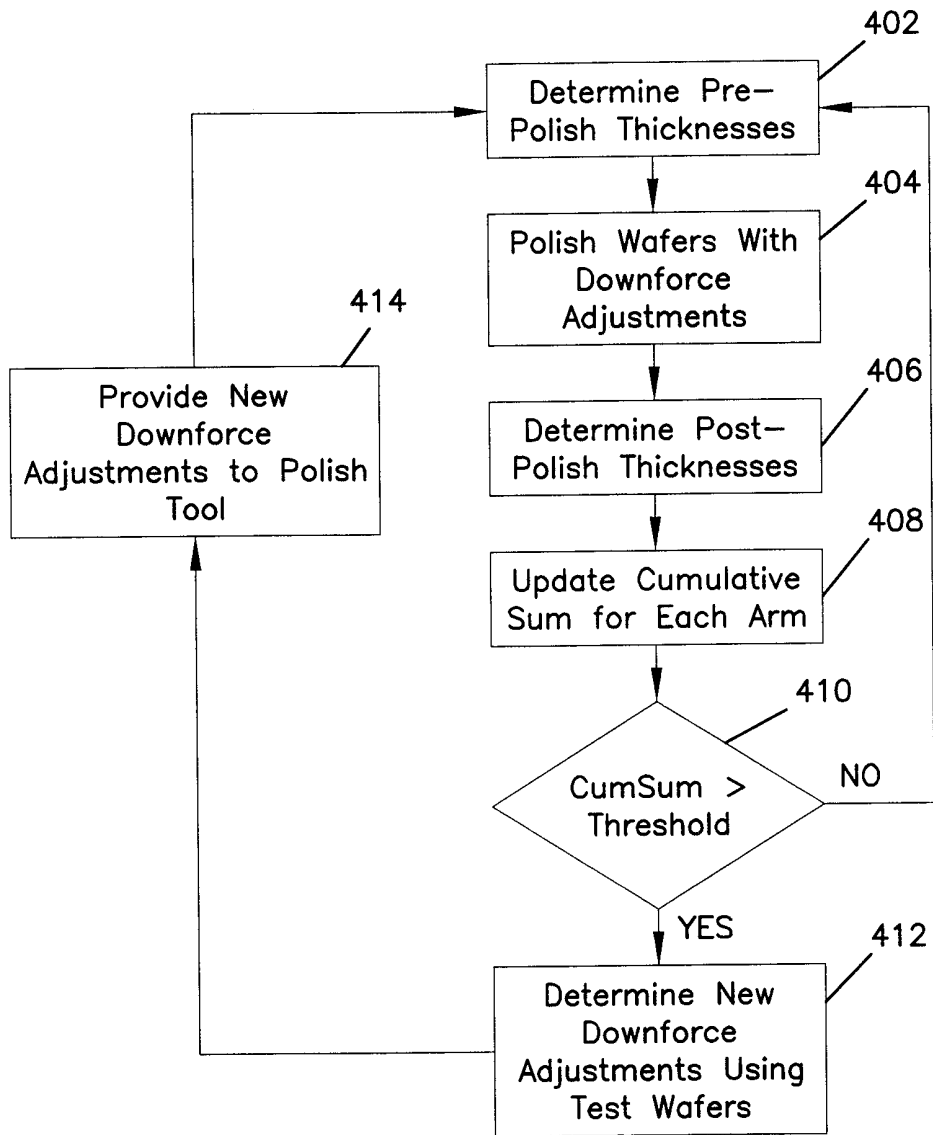 402
Determine Pre-
Polish Thicknesses
404
Polish Wafers With
Downforce
Adjustments
414
Provide New
Downforce
Adjustments to Polish
Tool
406
Determine Post-
Polish Thicknesses
408
Update Cumulative
Sum for Each Arm
410
CumSum >
Threshold
NO
YES
412
Determine New
Downforce
Adjustments Using
Test Wafers